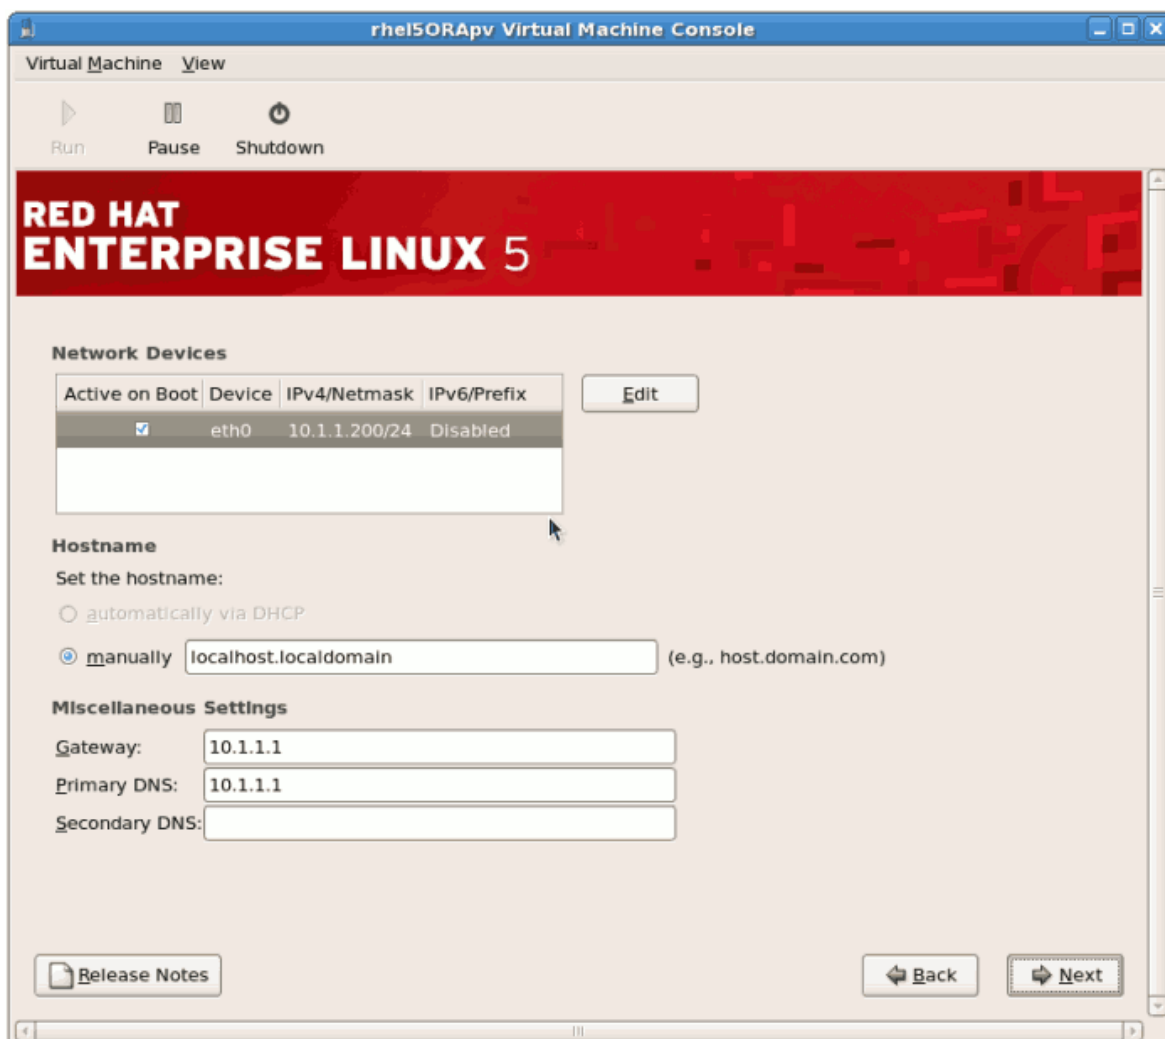 rhel5ORApv Virtual Machine Console
Virtual Machine View
Run Pause Shutdown
RED HAT
ENTERPRISE LINUX 5
Network Devices
Active on Boot Device IPv4/Netmask IPv6/Prefix
eth0 10.1.1.200/24 Disabled
Edit
Hostname
Set the hostname:
automatically via DHCP
manually localhost.localdomain (e.g., host.domain.com)
Miscellaneous Settings
Gateway: 10.1.1.1
Primary DNS: 10.1.1.1
Secondary DNS:
Release Notes Back Next